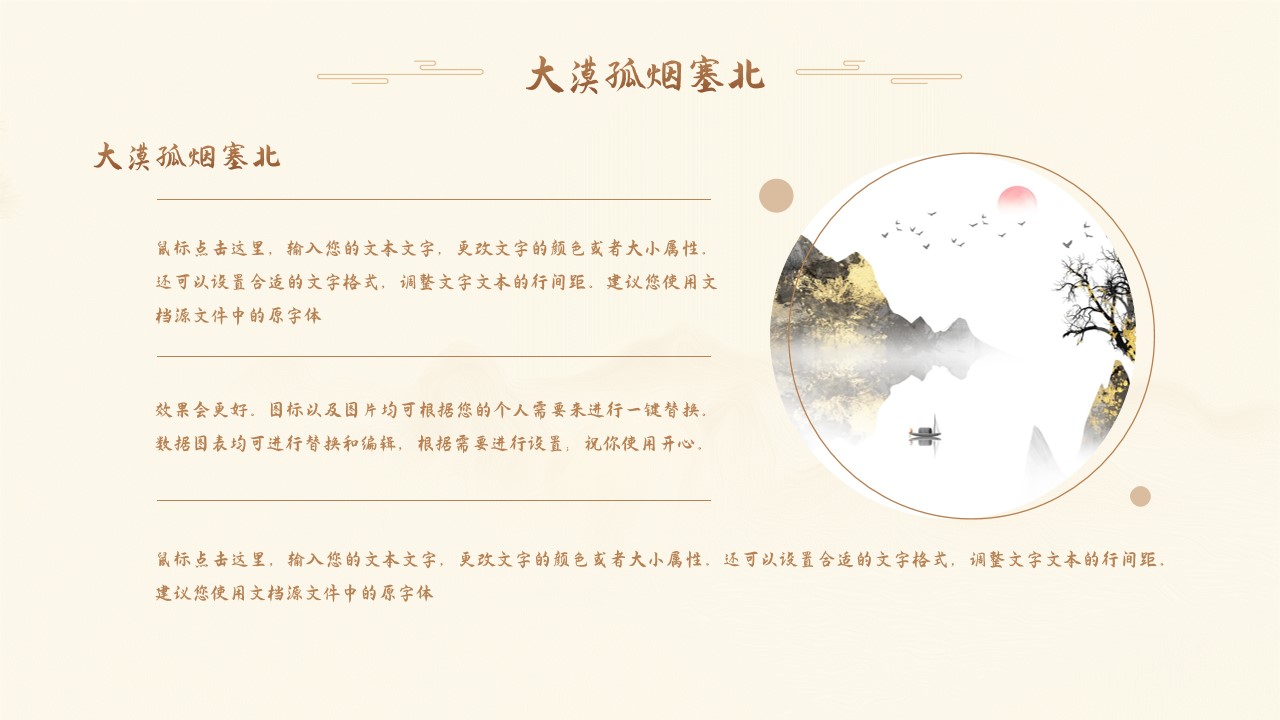 大漠孤烟塞北
大漠孤烟塞北
鼠标点击这里，输入您的文本文字，更改文字的颜色或者大小属性。
还可以设置合适的文字格式，调整文字文本的行间距。建议您使用文
档源文件中的原字体
效果会更好。图标以及图片均可根据您的个人需要来进行一键替换。
数据图表均可进行替换和编辑，根据需要进行设置；祝你使用开心。
鼠标点击这里，输入您的文本文字，更改文字的颜色或者大小属性。还可以设置合适的文字格式，调整文字文本的行间距。
建议您使用文档源文件中的原字体